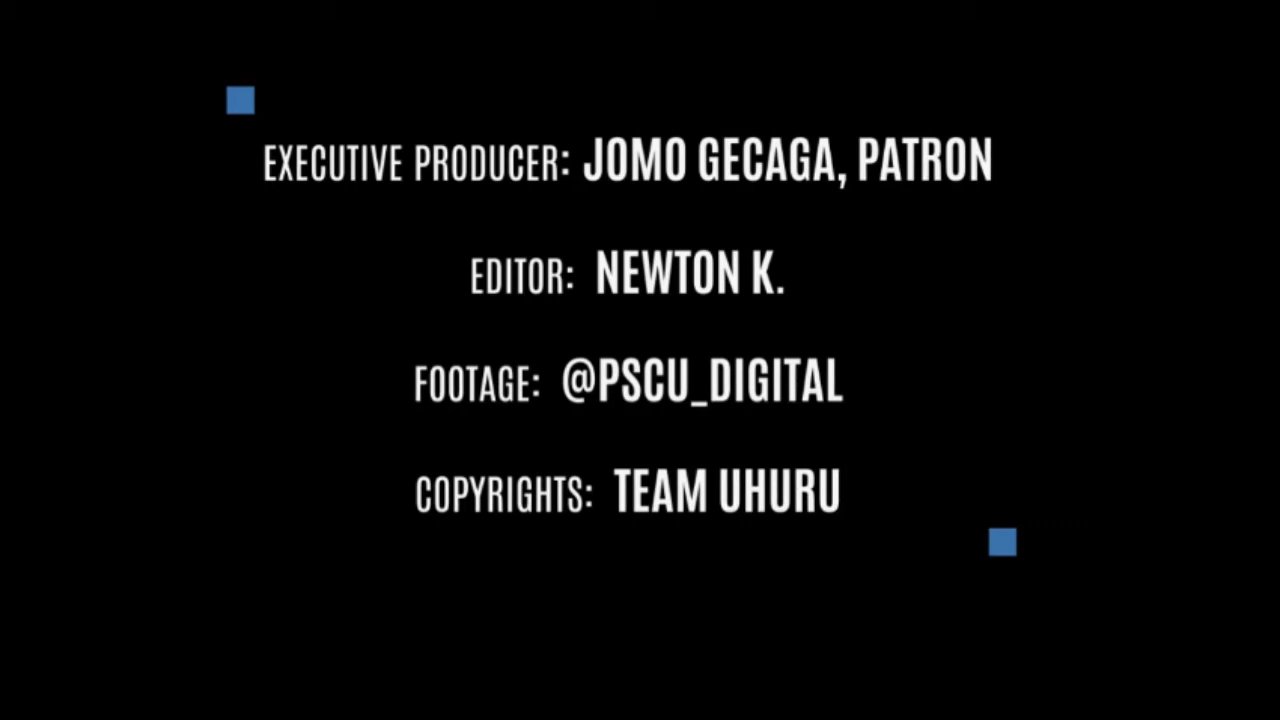 EXECUTIVE PRODUCER: JOMO GECAGA, PATRON
EDITOR: NEWTON K.
FOOTAGE: @PSCU_DIGITAL
COPYRIGHTS: TEAM UHURU